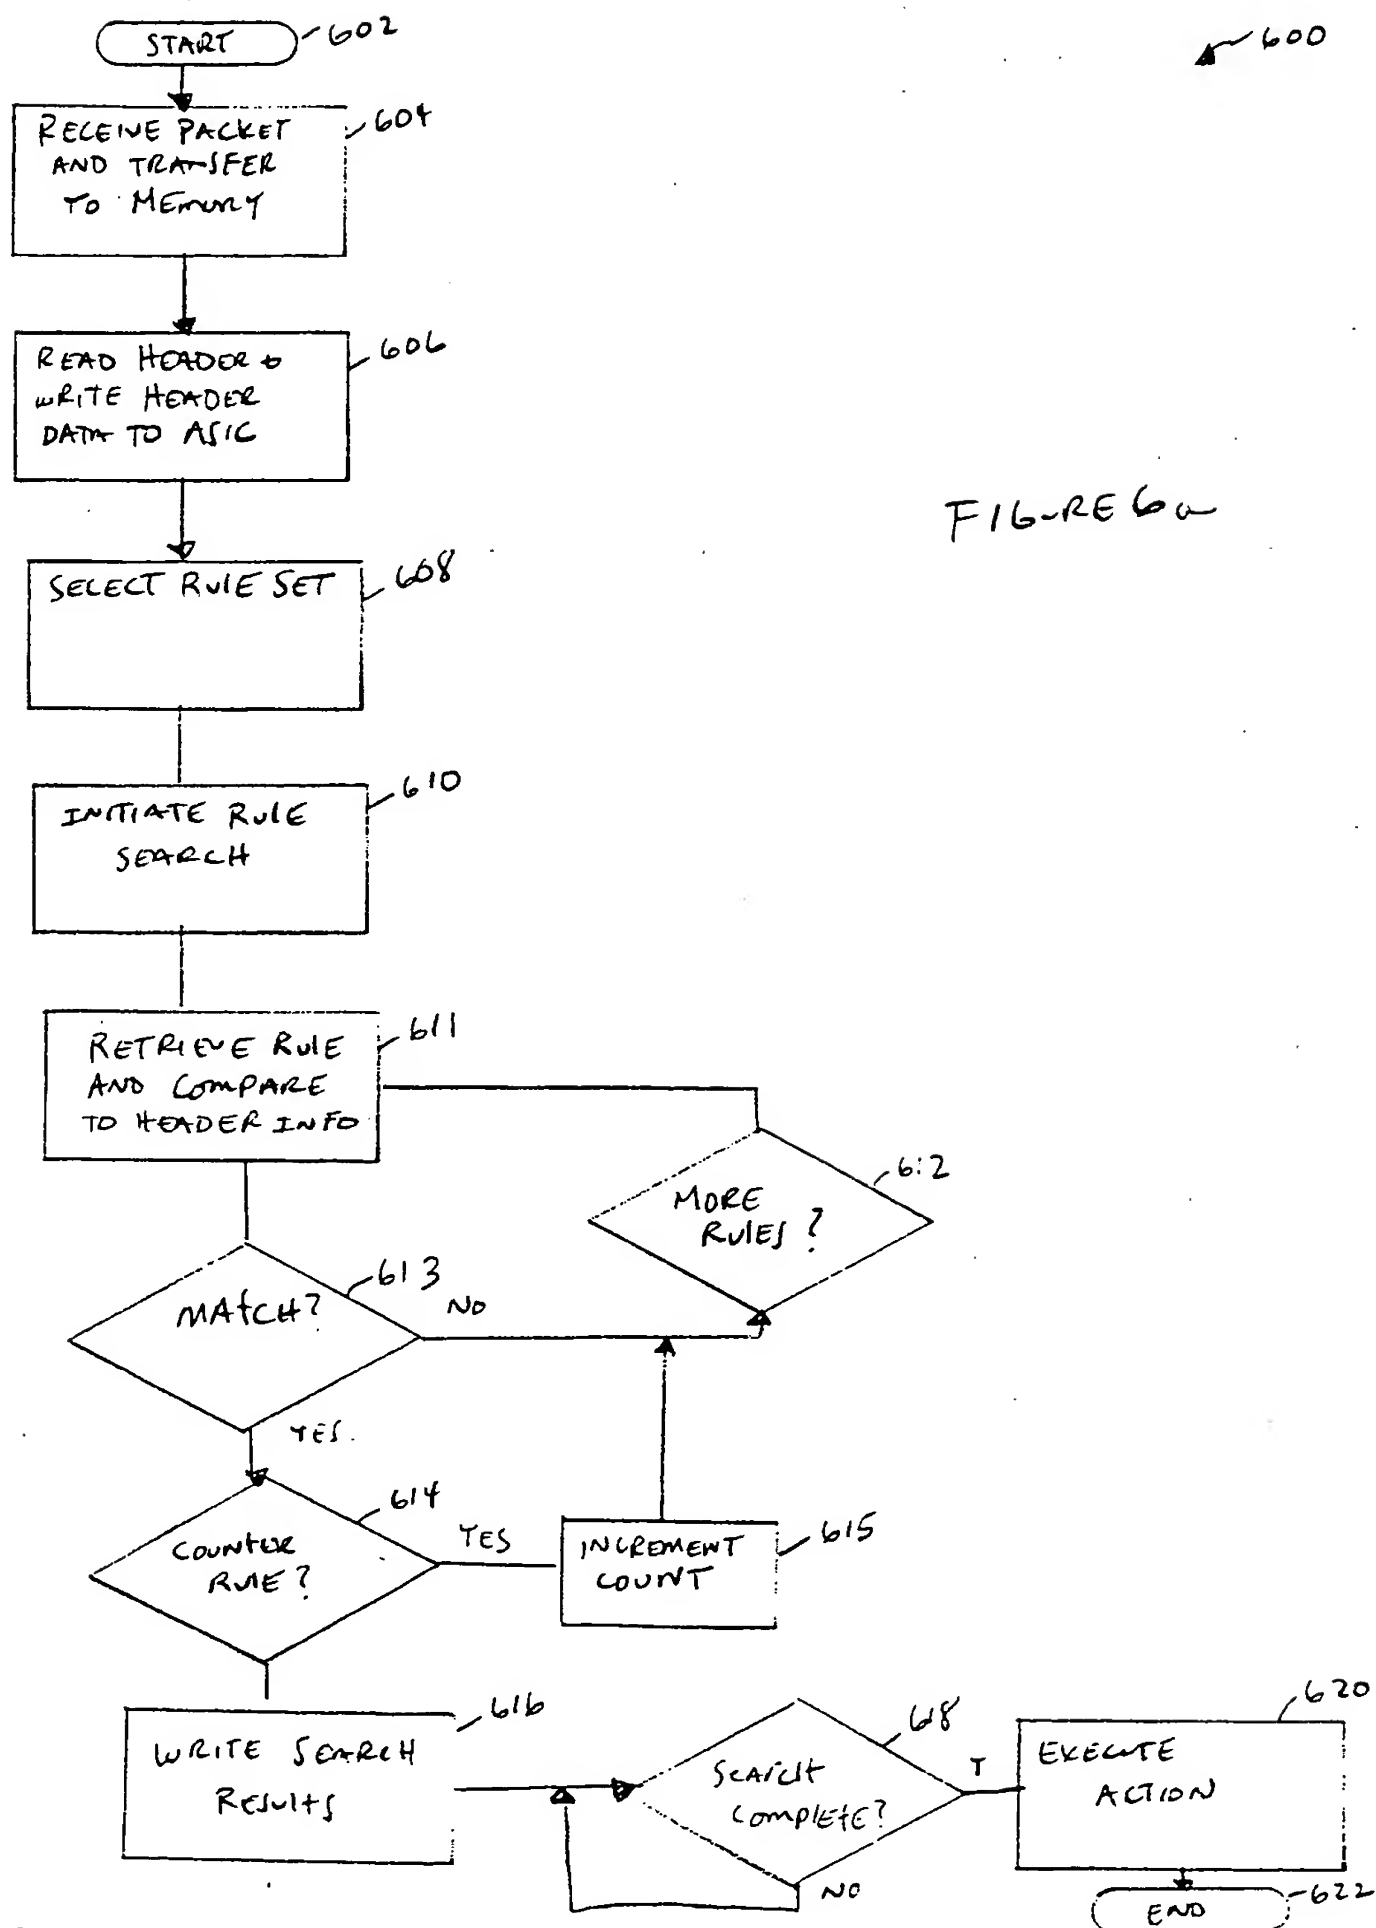 START
602
600
RECEIVE PACKET
AND TRANSFER
TO MEMORY
604
READ HEADER &
WRITE HEADER
DATA TO ASIC
606
FIGURE 6a
SELECT RULE SET
608
INITIATE RULE
SEARCH
610
RETRIEVE RULE
AND COMPARE
TO HEADER INFO
611
MORE
RULES?
612
MATCH?
613
NO
YES
COUNTER
RULE?
614
YES
INCREMENT
COUNT
615
WRITE SEARCH
RESULTS
616
SEARCH
COMPLETE?
618
Y
NO
EXECUTE
ACTION
620
END
622